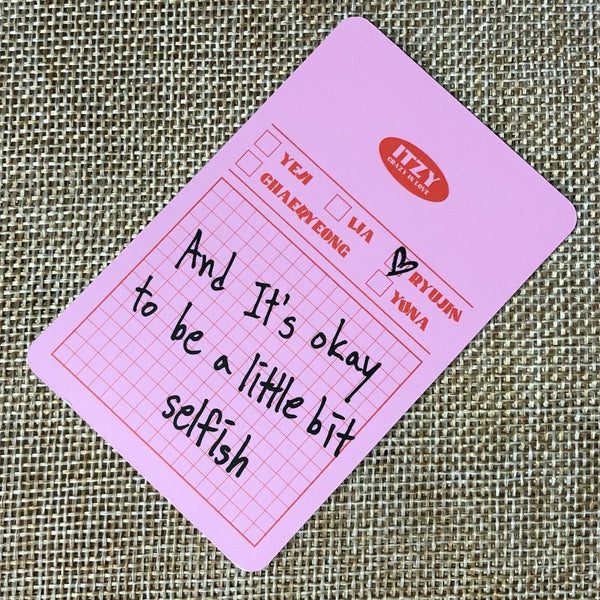 ITZY
CRAZY IN LOVE
YEJI LIA RYUJIN
CHAERYEONG YUNA
And It's okay
to be a little bit
selfish